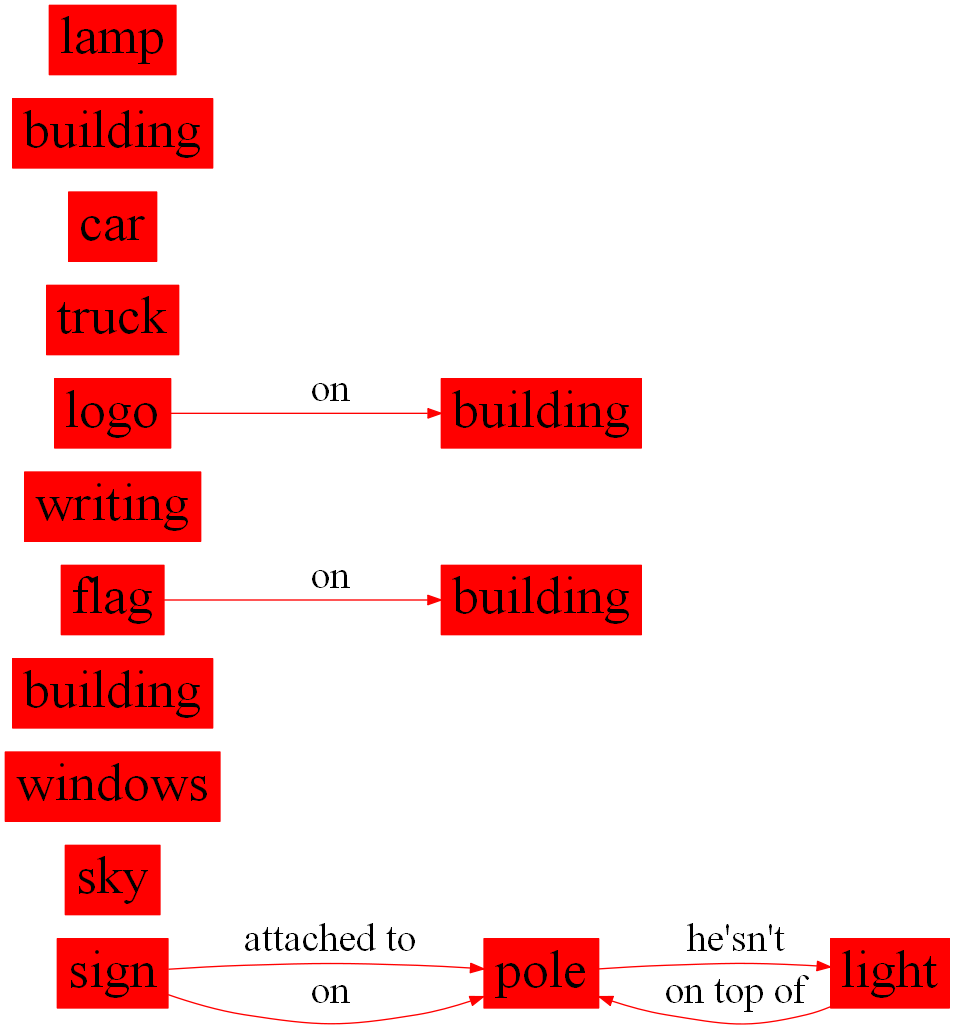 lamp
building
car
truck
logo on building
writing
flag on building
building
windows
sky
sign attached to pole he'sn't light
on on top of